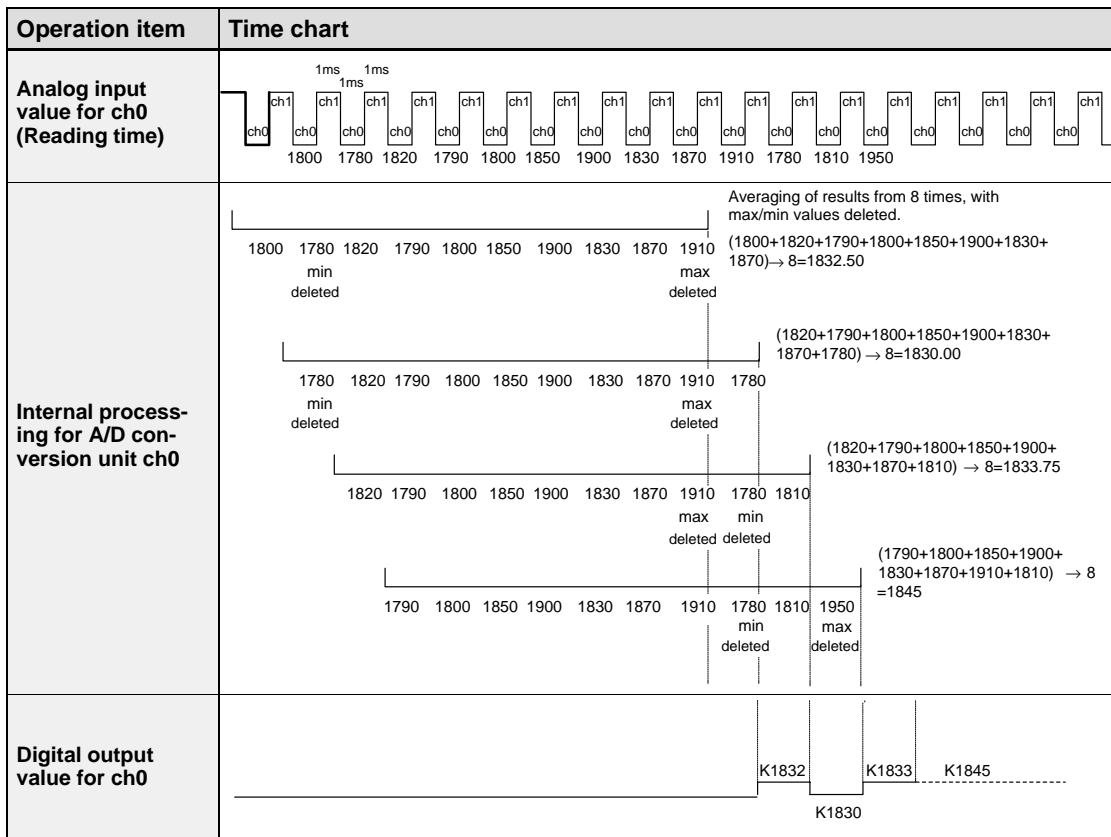 Operation item Time chart
Analog input
value for ch0
(Reading time)
1ms 1ms
1ms
ch1 ch1 ch1 ch1 ch1 ch1 ch1 ch1 ch1 ch1 ch1 ch1 ch1 ch1 ch1 ch1 ch1 ch1
ch0 ch0 ch0 ch0 ch0 ch0 ch0 ch0 ch0 ch0 ch0 ch0 ch0 ch0 ch0 ch0 ch0 ch0
1800 1780 1820 1790 1800 1850 1900 1830 1870 1910 1780 1810 1950
Internal process-
ing for A/D con-
version unit ch0
Averaging of results from 8 times, with
max/min values deleted.
(1800+1820+1790+1800+1850+1900+1830+
1870)→ 8=1832.50
1800 1780 1820 1790 1800 1850 1900 1830 1870 1910
min max
deleted deleted
(1820+1790+1800+1850+1900+1830+
1870+1780) → 8=1830.00
1780 1820 1790 1800 1850 1900 1830 1870 1910 1780
min max
deleted deleted
(1820+1790+1800+1850+1900+
1830+1870+1810) → 8=1833.75
1820 1790 1800 1850 1900 1830 1870 1910 1780 1810
max min
deleted deleted
(1790+1800+1850+1900+
1830+1870+1910+1810) → 8
=1845
1790 1800 1850 1900 1830 1870 1910 1780 1810 1950
min max
deleted deleted
Digital output
value for ch0
K1832 K1833 K1845
K1830